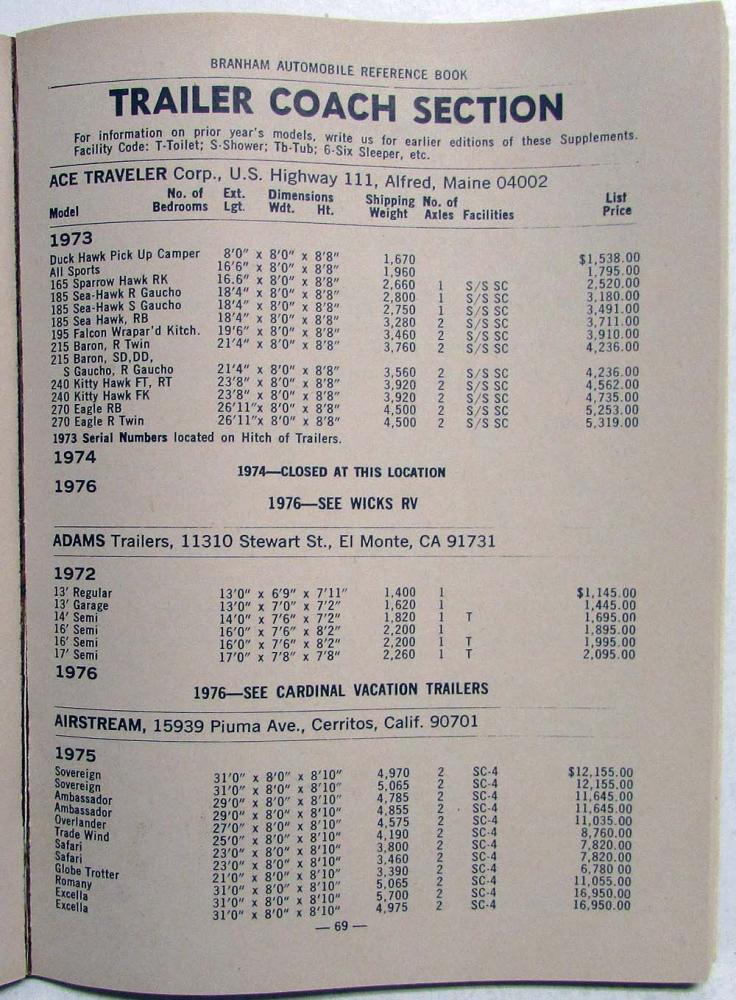 BRANHAM AUTOMOBILE REFERENCE BOOK
TRAILER COACH SECTION
For information on prior year's models, write us for earlier editions of these Supplements.
Facility Code: T-Toilet; S-Shower; Tb-Tub; 6-Six Sleeper, etc.
ACE TRAVELER Corp., U.S. Highway 111, Alfred, Maine 04002
Model No. of Bedrooms Ext. Lgt. Dimensions Wdt. Ht. Shipping Weight No. of Axles Facilities List Price
1973
Duck Hawk Pick Up Camper 8'0" x 8'0" x 8'8" 1,670 $1,538.00
All Sports 16'6" x 8'0" x 8'8" 1,960 1,795.00
165 Sparrow Hawk RK 16.6" x 8'0" x 8'8" 2,660 1 S/S SC 2,520.00
185 Sea-Hawk R Gaucho 18'4" x 8'0" x 8'8" 2,800 1 S/S SC 3,180.00
185 Sea-Hawk S Gaucho 18'4" x 8'0" x 8'8" 2,750 1 S/S SC 3,491.00
185 Sea Hawk, RB 18'4" x 8'0" x 8'8" 3,280 2 S/S SC 3,711.00
195 Falcon Wrapar'd Kitch. 19'6" x 8'0" x 8'8" 3,460 2 S/S SC 3,910.00
215 Baron, R Twin 21'4" x 8'0" x 8'8" 3,760 2 S/S SC 4,236.00
215 Baron, SD,DD,
S Gaucho, R Gaucho 21'4" x 8'0" x 8'8" 3,560 2 S/S SC 4,236.00
240 Kitty Hawk FT, RT 23'8" x 8'0" x 8'8" 3,920 2 S/S SC 4,562.00
240 Kitty Hawk FK 23'8" x 8'0" x 8'8" 3,920 2 S/S SC 4,735.00
270 Eagle RB 26'11"x 8'0" x 8'8" 4,500 2 S/S SC 5,253.00
270 Eagle R Twin 26'11"x 8'0" x 8'8" 4,500 2 S/S SC 5,319.00
1973 Serial Numbers located on Hitch of Trailers.
1974
1974—CLOSED AT THIS LOCATION
1976
1976—SEE WICKS RV
ADAMS Trailers, 11310 Stewart St., El Monte, CA 91731
1972
13' Regular 13'0" x 6'9" x 7'11" 1,400 1 $1,145.00
13' Garage 13'0" x 7'0" x 7'2" 1,620 1 1,445.00
14' Semi 14'0" x 7'6" x 7'2" 1,820 1 T 1,695.00
16' Semi 16'0" x 7'6" x 8'2" 2,200 1 1,895.00
16' Semi 16'0" x 7'6" x 8'2" 2,200 1 T 1,995.00
17' Semi 17'0" x 7'8" x 7'8" 2,260 1 T 2,095.00
1976
1976—SEE CARDINAL VACATION TRAILERS
AIRSTREAM, 15939 Piuma Ave., Cerritos, Calif. 90701
1975
Sovereign 31'0" x 8'0" x 8'10" 4,970 2 SC-4 $12,155.00
Sovereign 31'0" x 8'0" x 8'10" 5,065 2 SC-4 12,155.00
Ambassador 29'0" x 8'0" x 8'10" 4,785 2 SC-4 11,645.00
Ambassador 29'0" x 8'0" x 8'10" 4,855 2 SC-4 11,645.00
Overlander 27'0" x 8'0" x 8'10" 4,575 2 SC-4 11,035.00
Trade Wind 25'0" x 8'0" x 8'10" 4,190 2 SC-4 8,760.00
Safari 23'0" x 8'0" x 8'10" 3,800 2 SC-4 7,820.00
Safari 23'0" x 8'0" x 8'10" 3,460 2 SC-4 7,820.00
Globe Trotter 21'0" x 8'0" x 8'10" 3,390 2 SC-4 6,780 00
Romany 31'0" x 8'0" x 8'10" 5,065 2 SC-4 11,055.00
Excella 31'0" x 8'0" x 8'10" 5,700 2 SC-4 16,950.00
Excella 31'0" x 8'0" x 8'10" 4,975 2 SC-4 16,950.00
— 69 —